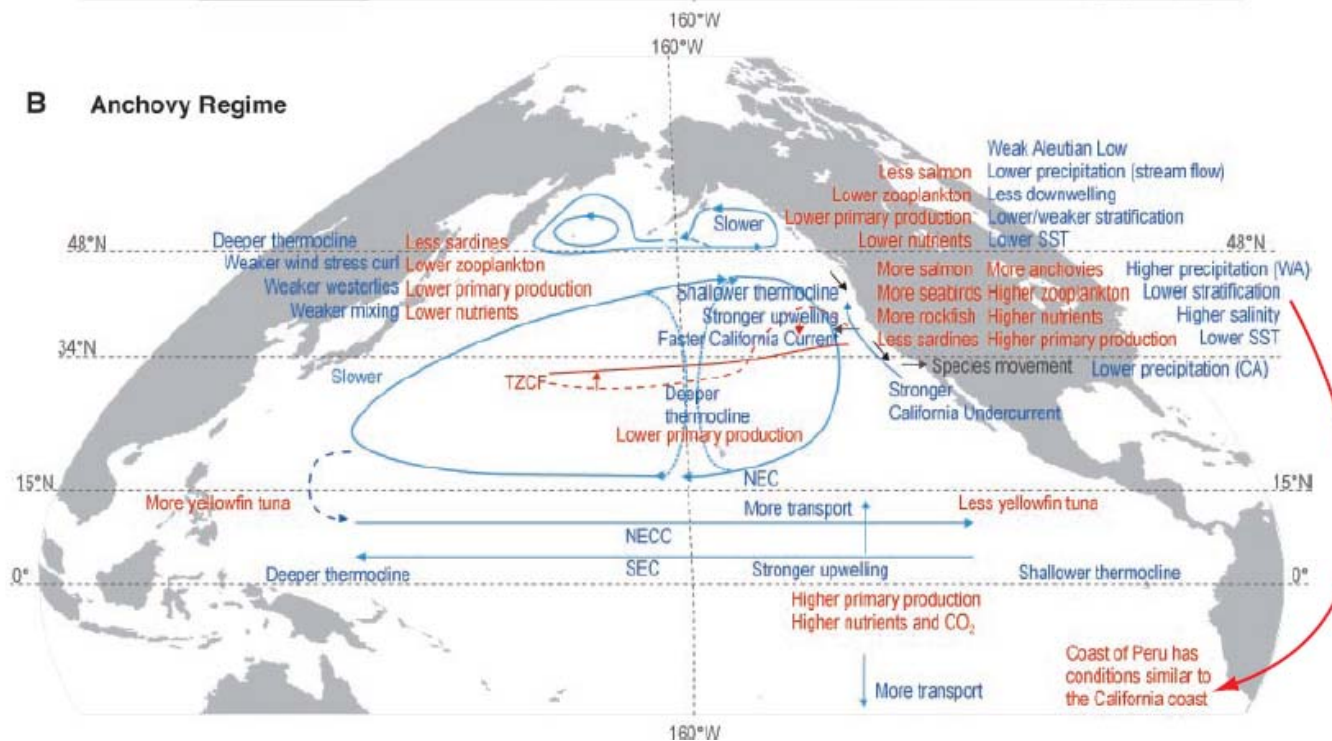 160°W
160°W
B Anchovy Regime
Weak Aleutian Low
Less salmon Lower precipitation (stream flow)
Lower zooplankton Less downwelling
Lower primary production Lower/weaker stratification
Lower nutrients Lower SST
Slower
48°N
48°N
Deeper thermocline Less sardines
Weaker wind stress curl Lower zooplankton
Weaker westerlies Lower primary production
Weaker mixing Lower nutrients
Shallower thermocline
Stronger upwelling
Faster California Current
More salmon More anchovies Higher precipitation (WA)
More seabirds Higher zooplankton Lower stratification
More rockfish Higher nutrients Higher salinity
Less sardines Higher primary production Lower SST
34°N
34°N
Species movement Lower precipitation (CA)
Slower
TZCF
Stronger
California Undercurrent
Deeper
thermocline
Lower primary production
NEC
15°N
15°N
More yellowfin tuna
More transport
Less yellowfin tuna
NECC
SEC
Deeper thermocline
Stronger upwelling
Shallower thermocline
0°
0°
Higher primary production
Higher nutrients and CO₂
Coast of Peru has
conditions similar to
the California coast
More transport
160°W